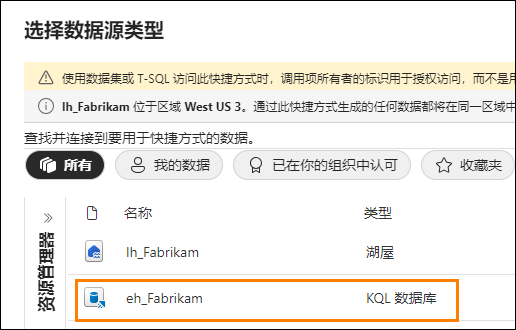 选择数据源类型
使用数据集或 T-SQL 访问此快捷方式时，调用项所有者的标识用于授权访问，而不是用
lh_Fabrikam 位于区域 West US 3。通过此快捷方式生成的任何数据都将在同一区域中
查找并连接到要用于快捷方式的数据。
所有 我的数据 已在你的组织中认可 收藏夹
资源管理器
名称 类型
lh_Fabrikam 湖屋
eh_Fabrikam KQL 数据库